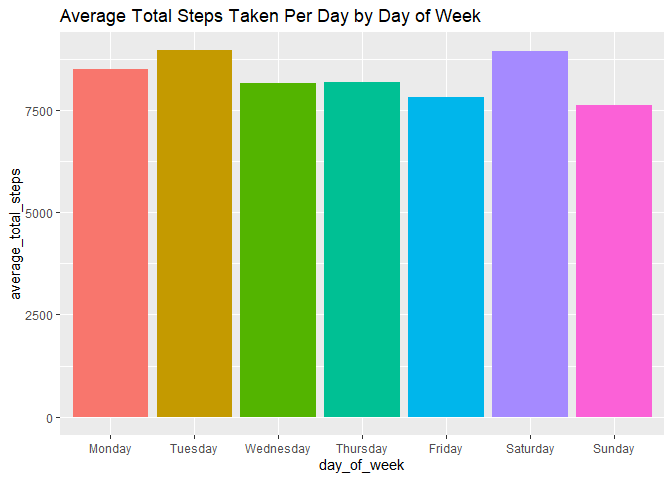 Average Total Steps Taken Per Day by Day of Week
average_total_steps
7500
5000
2500
0
Monday Tuesday Wednesday Thursday Friday Saturday Sunday
day_of_week